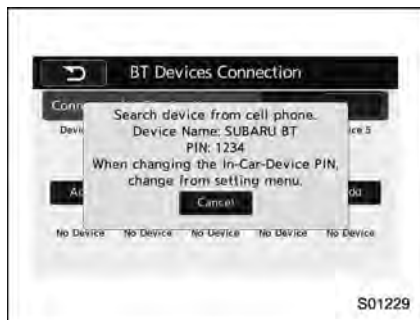 BT Devices Connection
Search device from cell phone.
Device Name: SUBARU BT
PIN: 1234
When changing the In-Car-Device PIN,
change from setting menu.
Cancel
No Device No Device No Device No Device No Device
S01229